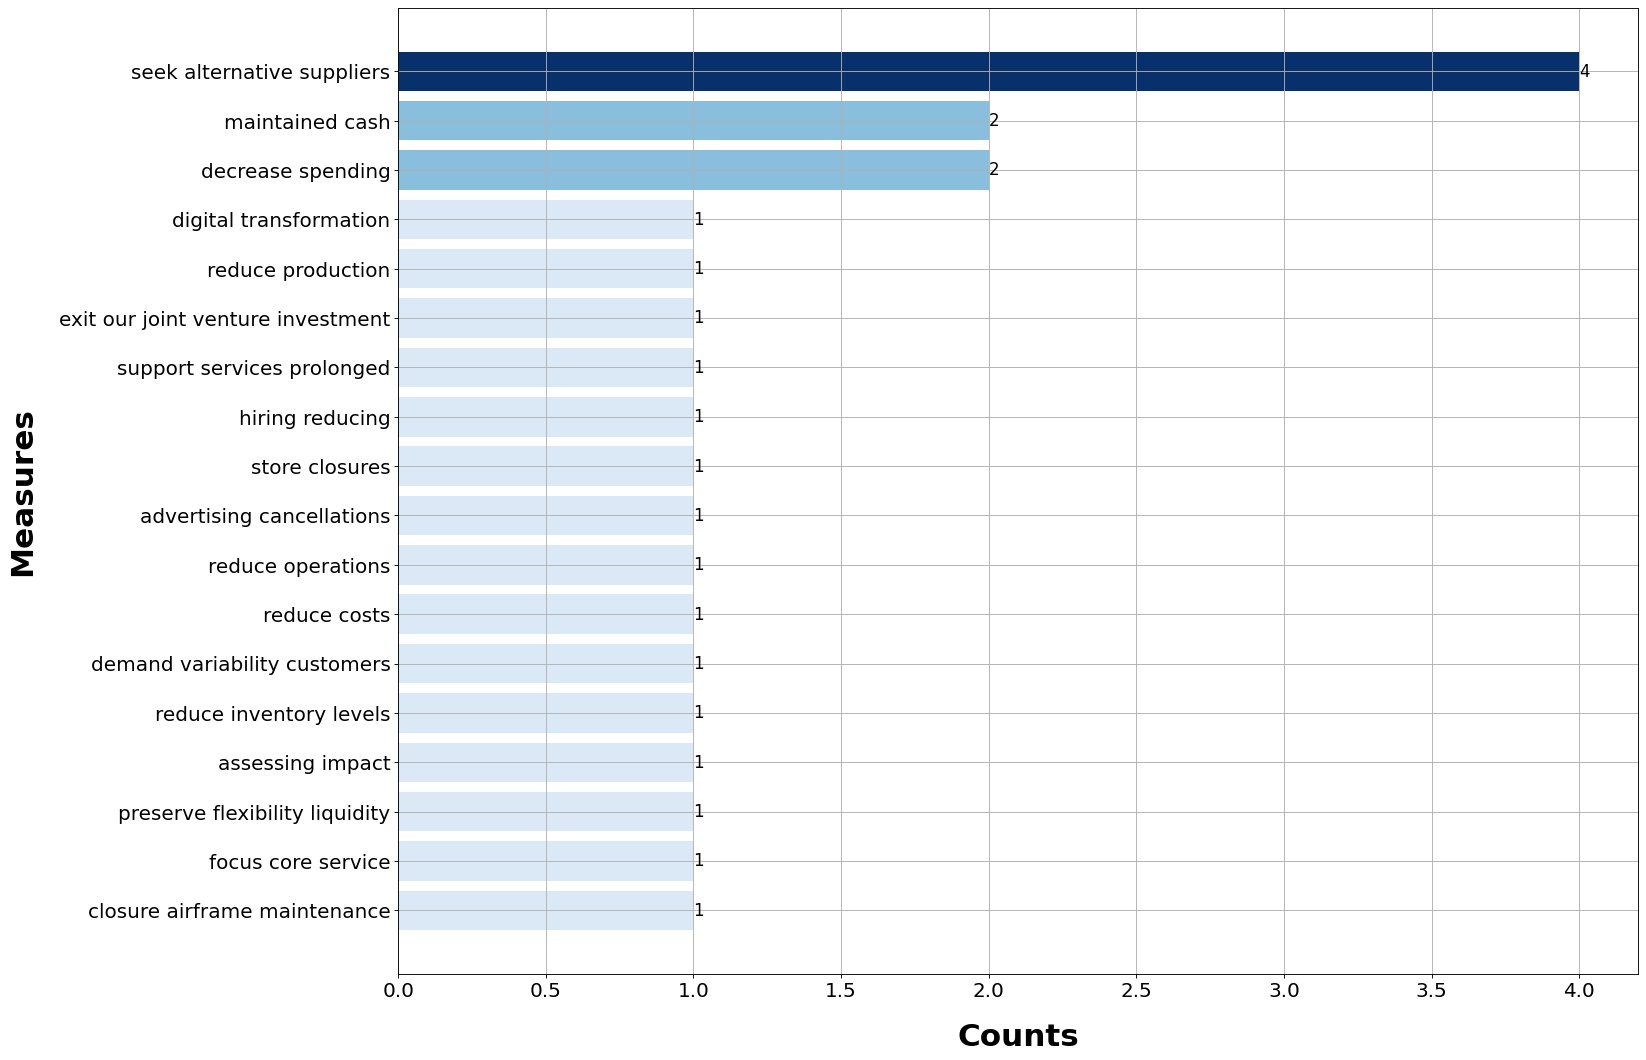 seek alternative suppliers 4
maintained cash 2
decrease spending 2
digital transformation 1
reduce production 1
exit our joint venture investment 1
support services prolonged 1
hiring reducing 1
store closures 1
advertising cancellations 1
reduce operations 1
reduce costs 1
demand variability customers 1
reduce inventory levels 1
assessing impact 1
preserve flexibility liquidity 1
focus core service 1
closure airframe maintenance 1
Measures
0.0 0.5 1.0 1.5 2.0 2.5 3.0 3.5 4.0
Counts